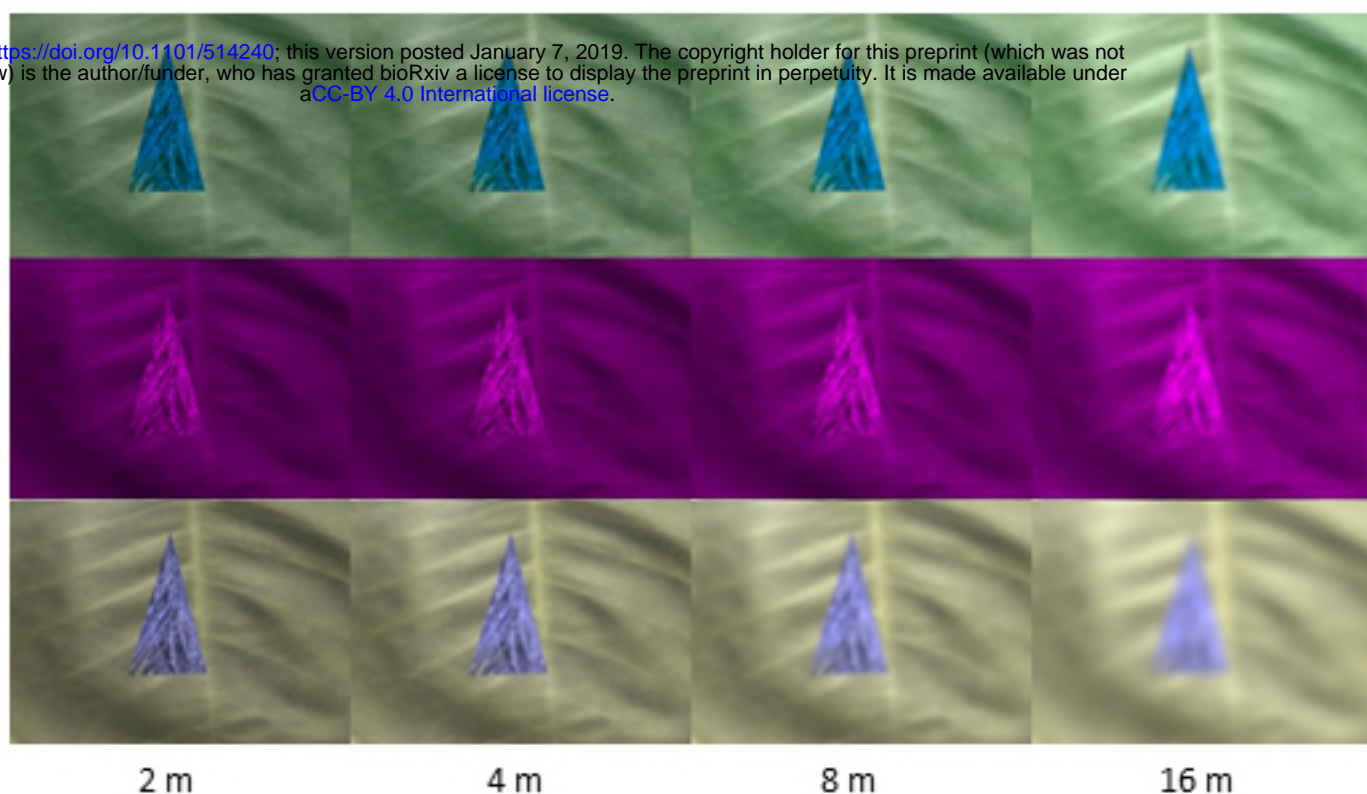 ttps://doi.org/10.1101/514240; this version posted January 7, 2019. The copyright holder for this preprint (which was not
w) is the author/funder, who has granted bioRxiv a license to display the preprint in perpetuity. It is made available under
aCC-BY 4.0 International license.
2 m 4 m 8 m 16 m